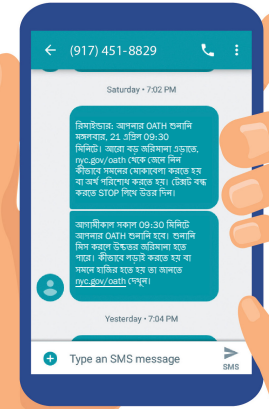 (917) 451-8829
Saturday • 7:02 PM
রিমাইন্ডার: আপনার OATH শুনানি
মঙ্গলবার, 21 এপ্রিল 09:30
মিনিটে। আরো বড় জরিমানা এড়াতে,
nyc.gov/oath থেকে জেনে নিন
কীভাবে সমনের মোকাবেলা করতে হয়
বা অর্থ পরিশোধ করতে হয়। টেক্সট বন্ধ
করতে STOP লিখে উত্তর দিন।
আগামীকাল সকাল 09:30 মিনিটে
আপনার OATH শুনানি হবে। শুনানি
মিস করলে উচ্চতর জরিমানা হতে
পারে। কীভাবে লড়াই করতে হয় বা
সমনে হাজির হতে হয় তা জানতে
nyc.gov/oath দেখুন।
Yesterday • 7:04 PM
Type an SMS message
SMS